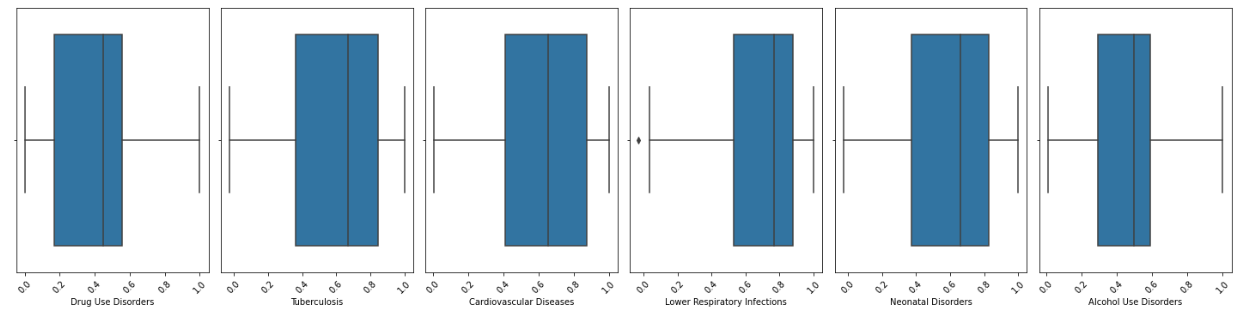 0.0 0.2 0.4 0.6 0.8 1.0
Drug Use Disorders
0.0 0.2 0.4 0.6 0.8 1.0
Tuberculosis
0.0 0.2 0.4 0.6 0.8 1.0
Cardiovascular Diseases
0.0 0.2 0.4 0.6 0.8 1.0
Lower Respiratory Infections
0.0 0.2 0.4 0.6 0.8 1.0
Neonatal Disorders
0.0 0.2 0.4 0.6 0.8 1.0
Alcohol Use Disorders